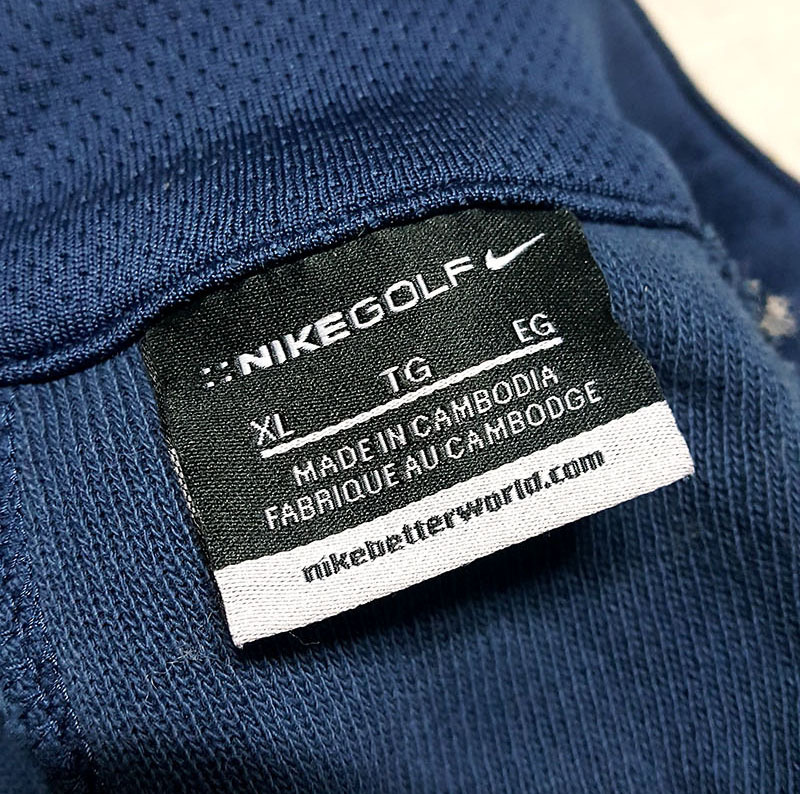 NIKEGOLF
XL TG EG
MADE IN CAMBODIA
FABRIQUE AU CAMBODGE
nikebetterworld.com